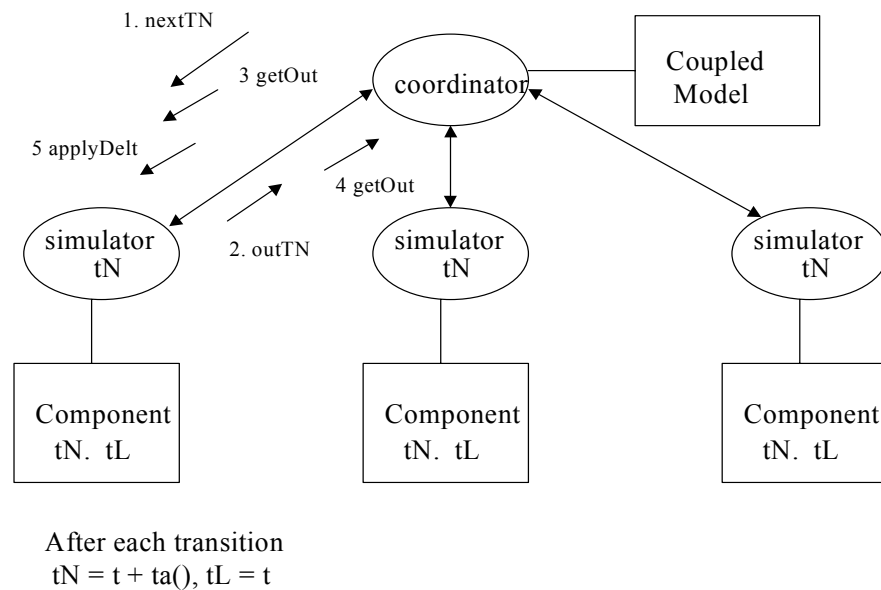 1. nextTN
3 getOut
coordinator
Coupled
Model
5 applyDelt
4 getOut
2. outTN
simulator
tN
simulator
tN
simulator
tN
Component
tN.  tL
Component
tN.  tL
Component
tN.  tL
After each transition
tN = t + ta(), tL = t